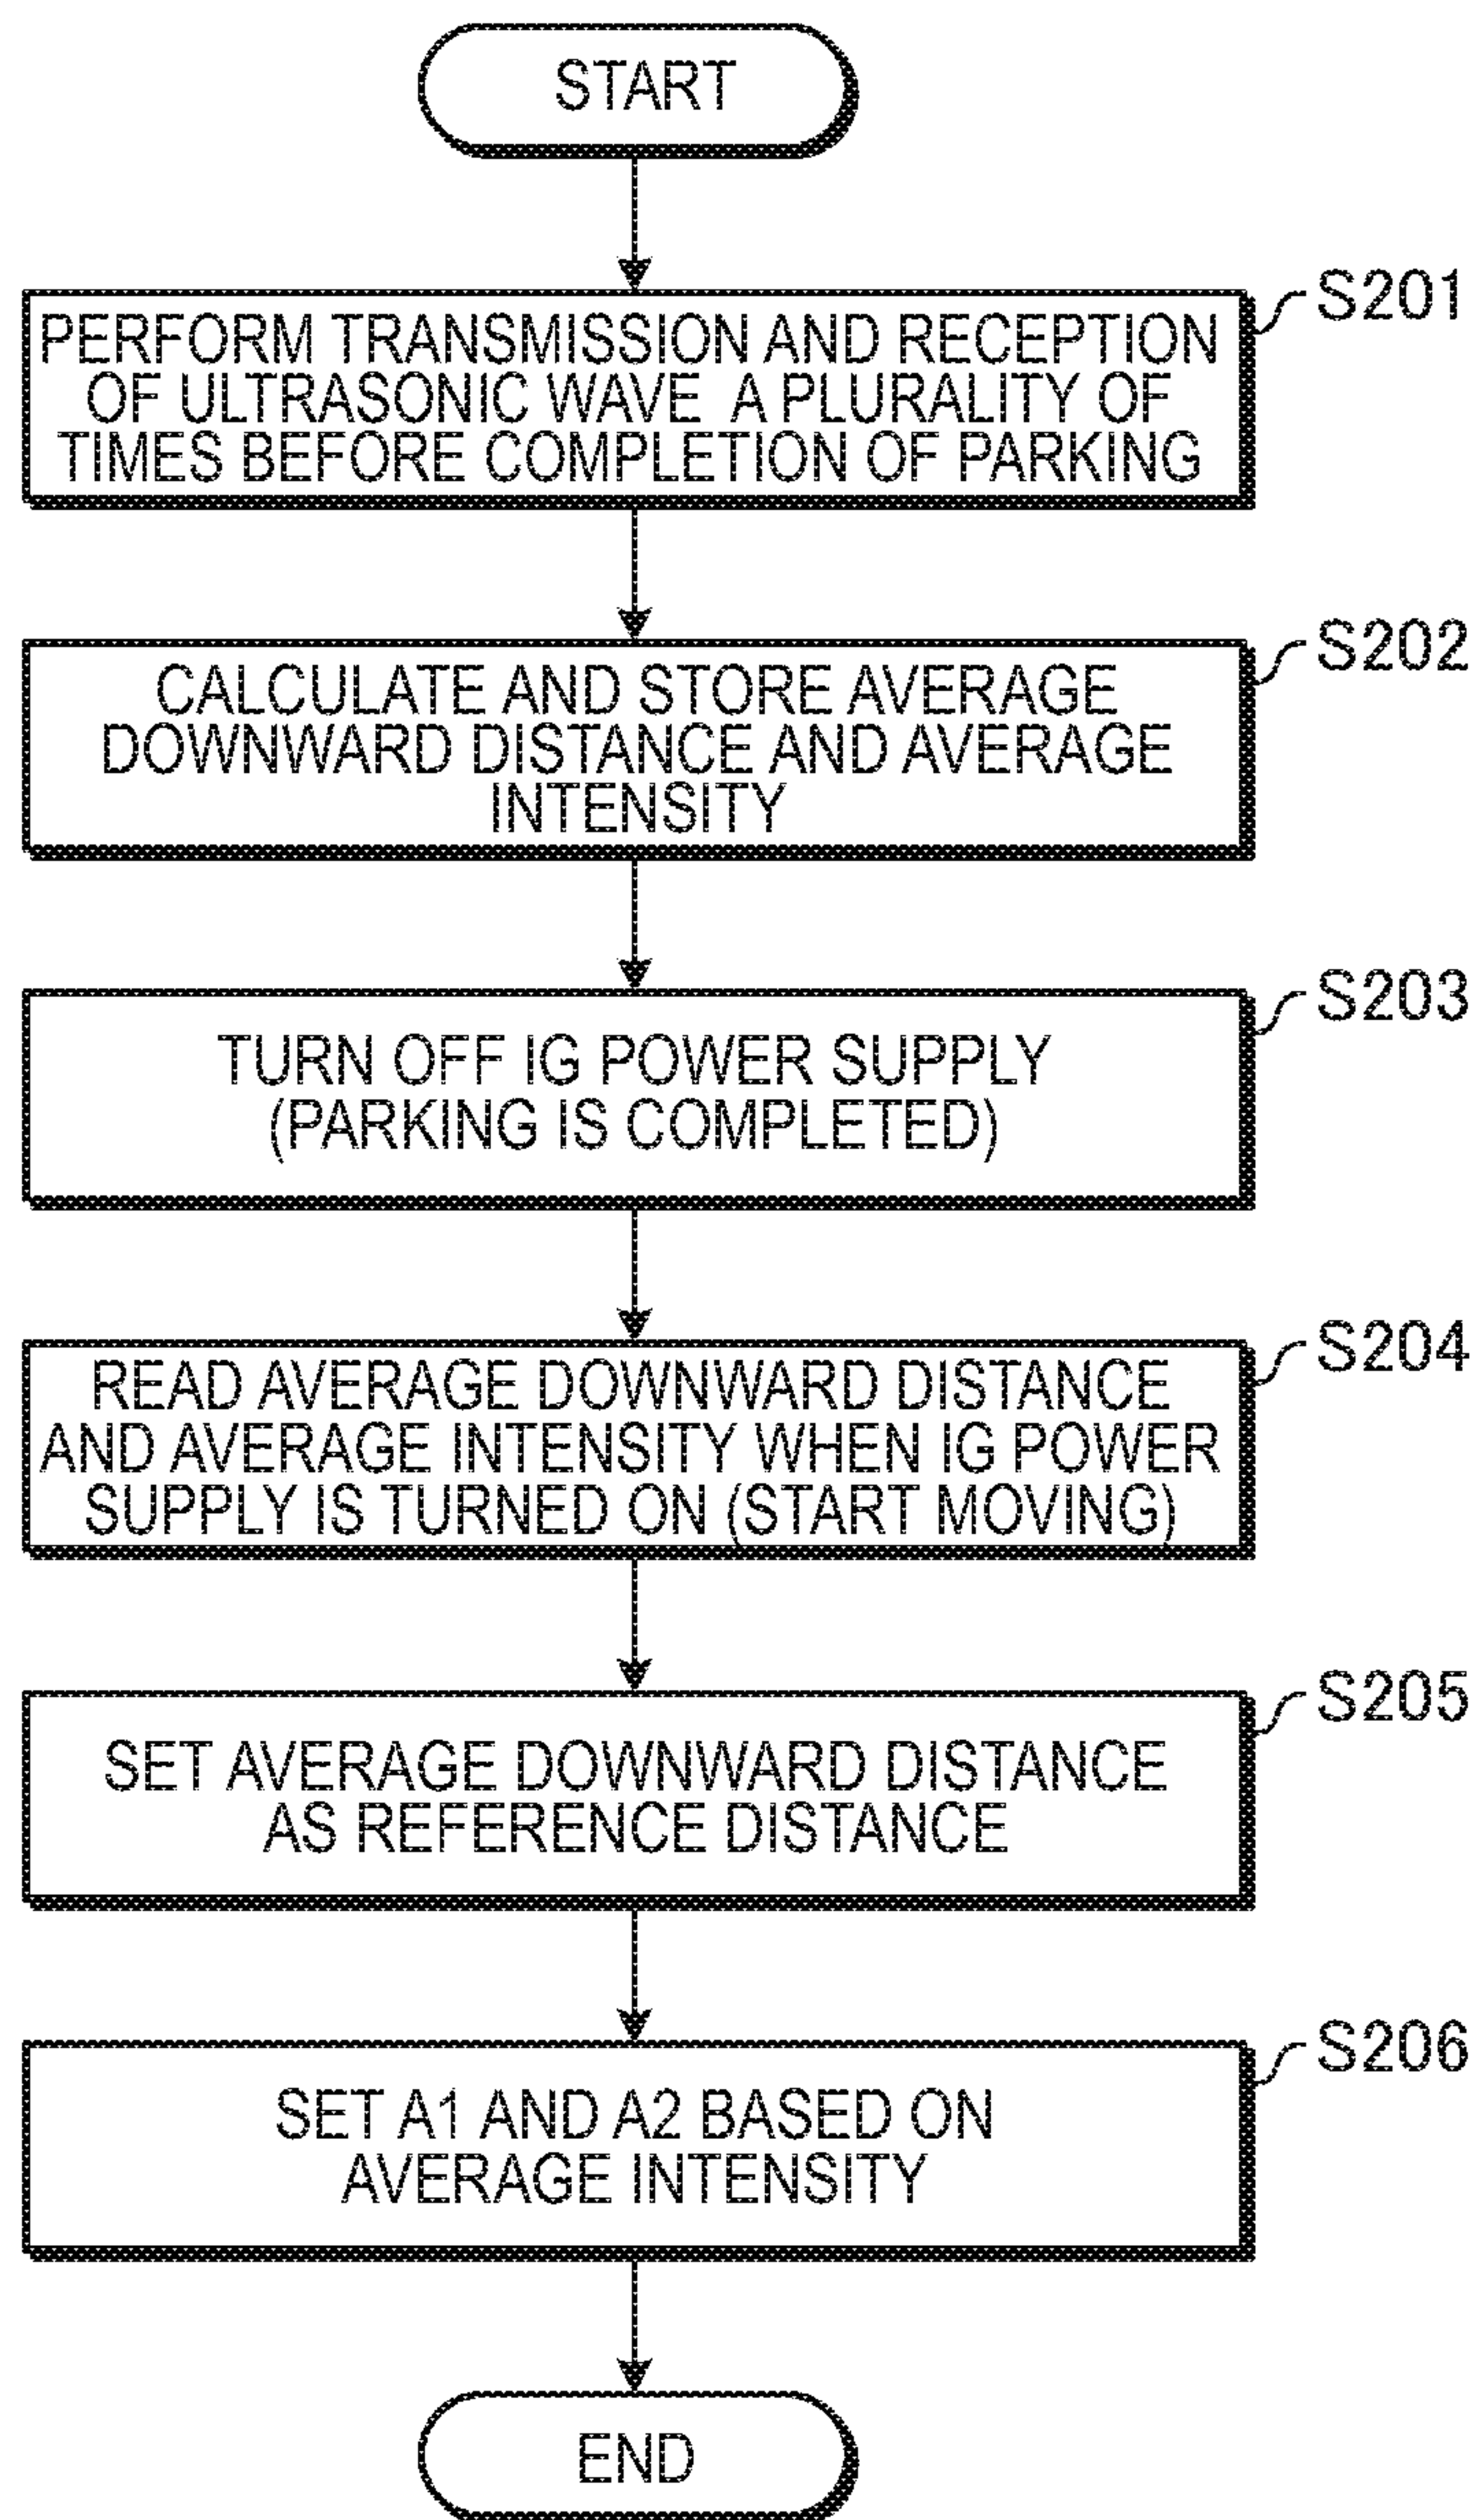 START
S201
PERFORM TRANSMISSION AND RECEPTION
OF ULTRASONIC WAVE A PLURALITY OF
TIMES BEFORE COMPLETION OF PARKING
S202
CALCULATE AND STORE AVERAGE
DOWNWARD DISTANCE AND AVERAGE
INTENSITY
S203
TURN OFF IG POWER SUPPLY
(PARKING IS COMPLETED)
S204
READ AVERAGE DOWNWARD DISTANCE
AND AVERAGE INTENSITY WHEN IG POWER
SUPPLY IS TURNED ON (START MOVING)
S205
SET AVERAGE DOWNWARD DISTANCE
AS REFERENCE DISTANCE
S206
SET A1 AND A2 BASED ON
AVERAGE INTENSITY
END